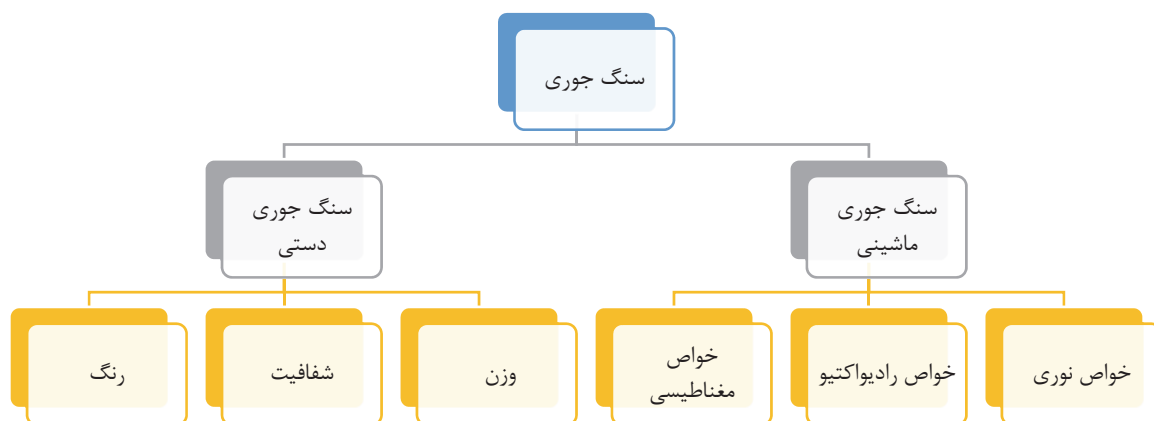 سنگ جوری
سنگ جوری
ماشینی
سنگ جوری
دستی
خواص نوری
خواص رادیواکتیو
خواص
مغناطیسی
وزن
شفافیت
رنگ